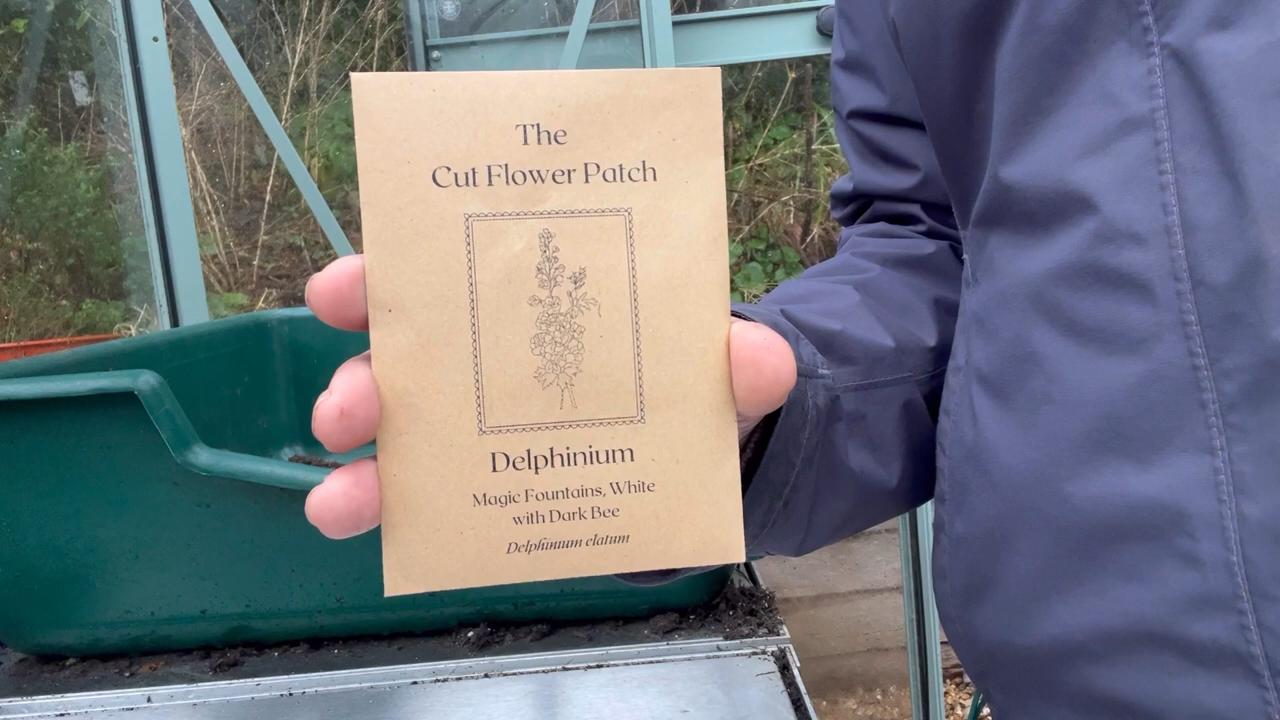 The
Cut Flower Patch
Delphinium
Magic Fountains, White
with Dark Bee
Delphinium elatum